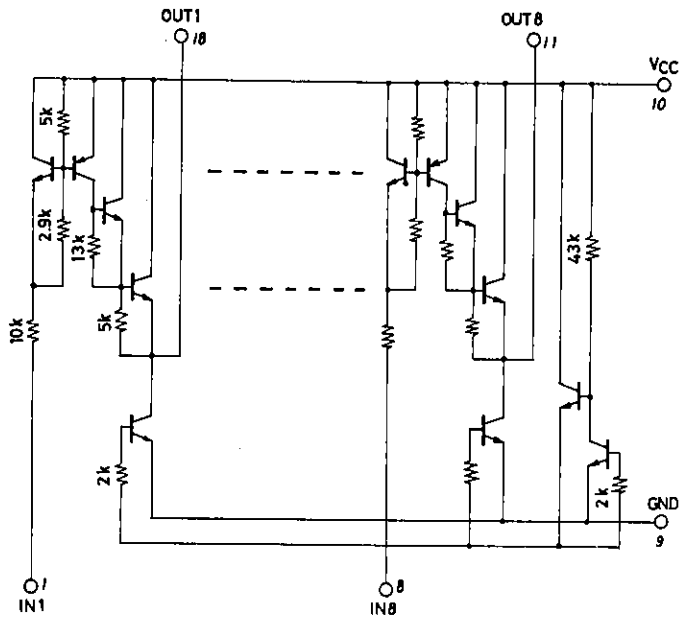 OUT1
18
OUT8
11
VCC
10
5k
2.9k
13k
43k
10k
5k
2k
2k
GND
9
1
IN1
8
IN8